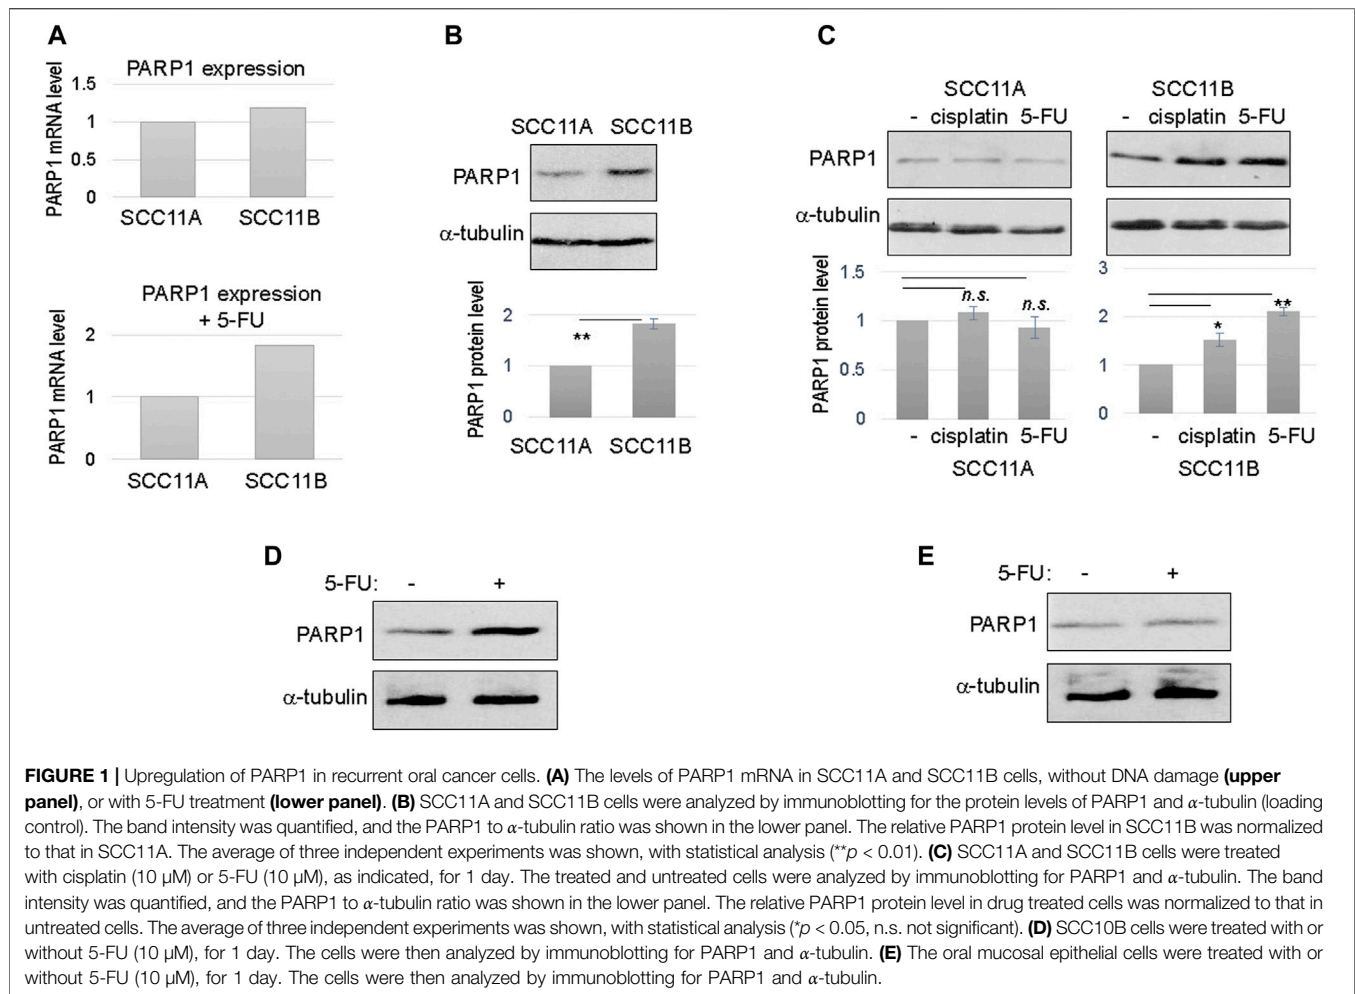 A
PARP1 expression
PARP1 mRNA level
1.5
1
0.5
0
SCC11A SCC11B
PARP1 expression
+ 5-FU
PARP1 mRNA level
2
1
0
SCC11A SCC11B
B
SCC11A SCC11B
PARP1
α-tubulin
PARP1 protein level
2
1
0
**
SCC11A SCC11B
C
SCC11A
- cisplatin 5-FU
SCC11B
- cisplatin 5-FU
PARP1
α-tubulin
PARP1 protein level
1.5
1
0.5
0
n.s.
n.s.
- cisplatin 5-FU
SCC11A
3
2
1
0
*
**
- cisplatin 5-FU
SCC11B
D
5-FU: - +
PARP1
α-tubulin
E
5-FU: - +
PARP1
α-tubulin
FIGURE 1 | Upregulation of PARP1 in recurrent oral cancer cells. (A) The levels of PARP1 mRNA in SCC11A and SCC11B cells, without DNA damage (upper
panel), or with 5-FU treatment (lower panel). (B) SCC11A and SCC11B cells were analyzed by immunoblotting for the protein levels of PARP1 and α-tubulin (loading
control). The band intensity was quantified, and the PARP1 to α-tubulin ratio was shown in the lower panel. The relative PARP1 protein level in SCC11B was normalized
to that in SCC11A. The average of three independent experiments was shown, with statistical analysis (**p < 0.01). (C) SCC11A and SCC11B cells were treated
with cisplatin (10 μM) or 5-FU (10 μM), as indicated, for 1 day. The treated and untreated cells were analyzed by immunoblotting for PARP1 and α-tubulin. The band
intensity was quantified, and the PARP1 to α-tubulin ratio was shown in the lower panel. The relative PARP1 protein level in drug treated cells was normalized to that in
untreated cells. The average of three independent experiments was shown, with statistical analysis (*p < 0.05, n.s. not significant). (D) SCC10B cells were treated with or
without 5-FU (10 μM), for 1 day. The cells were then analyzed by immunoblotting for PARP1 and α-tubulin. (E) The oral mucosal epithelial cells were treated with or
without 5-FU (10 μM), for 1 day. The cells were then analyzed by immunoblotting for PARP1 and α-tubulin.